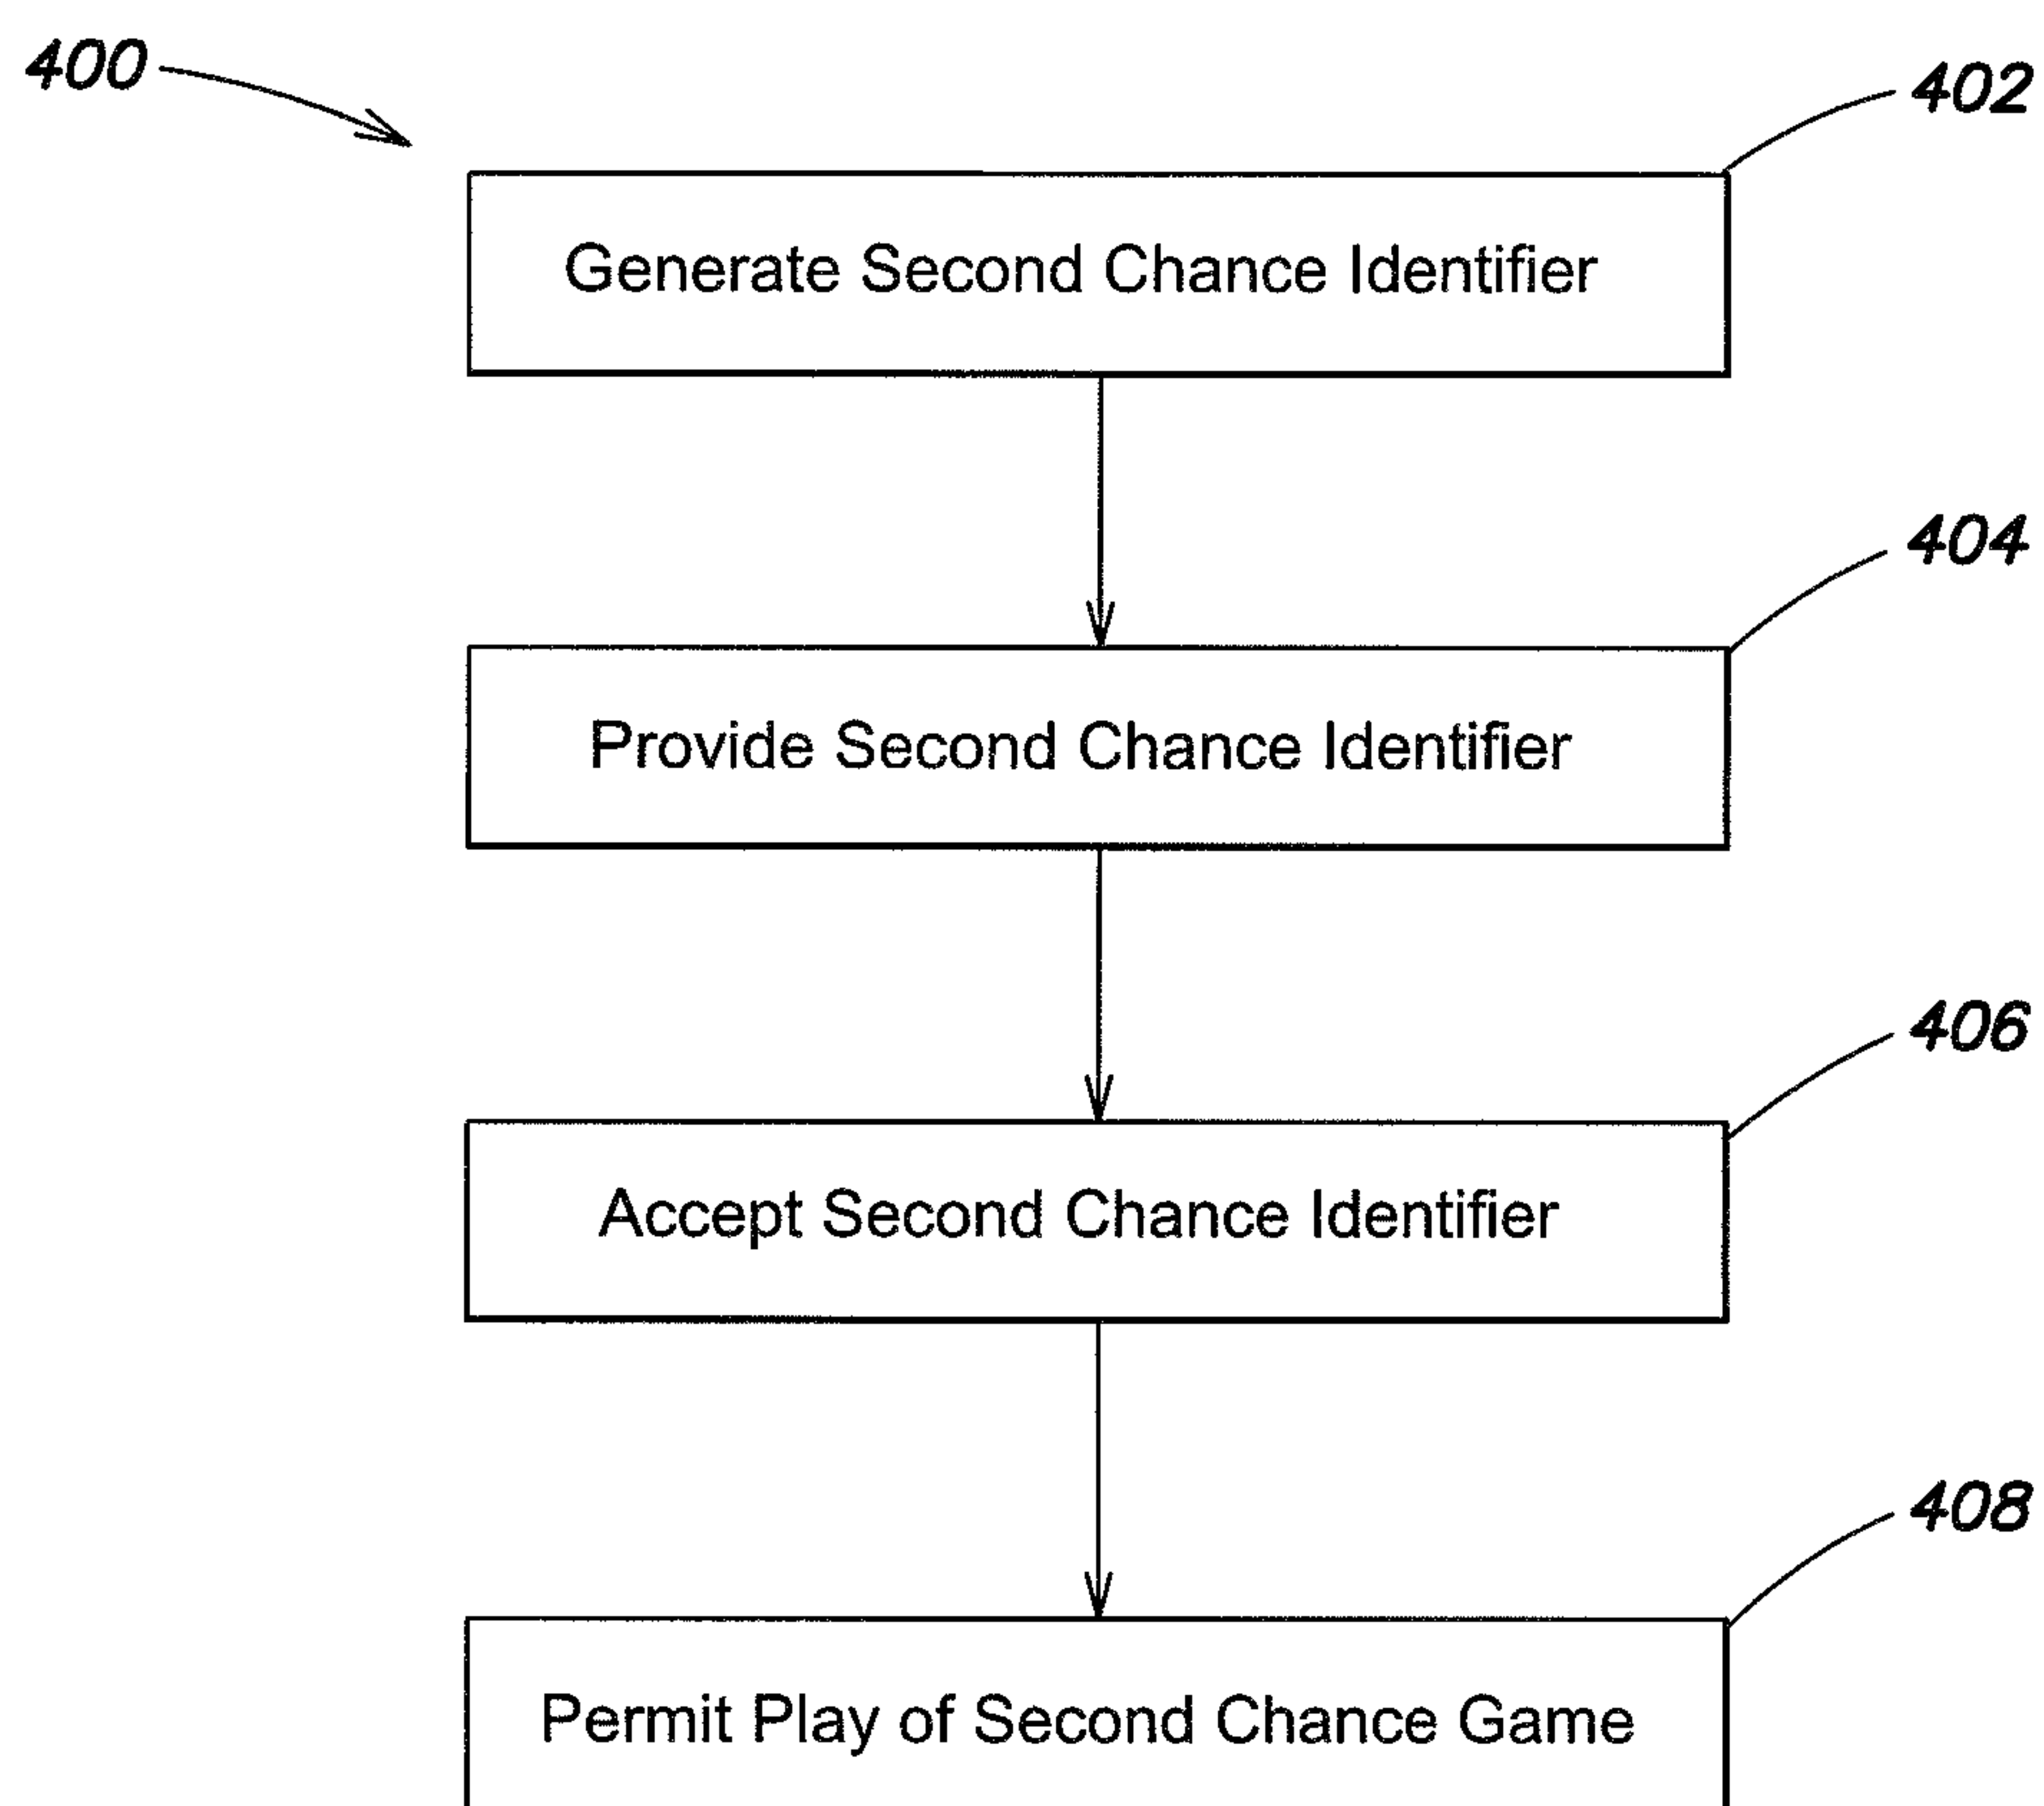 400
402
Generate Second Chance Identifier
404
Provide Second Chance Identifier
406
Accept Second Chance Identifier
408
Permit Play of Second Chance Game